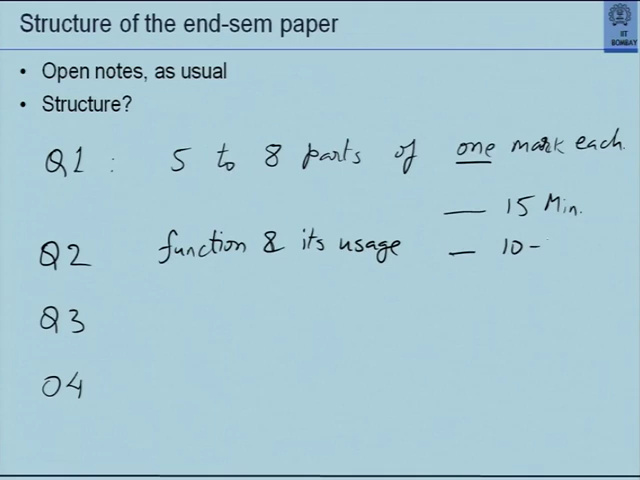 Structure of the end-sem paper
IIT
BOMBAY
• Open notes, as usual
• Structure?
Q1 : 5 to 8 parts of one mark each.
— 15 Min.
Q2 function & its usage — 10 -
Q3
Q4